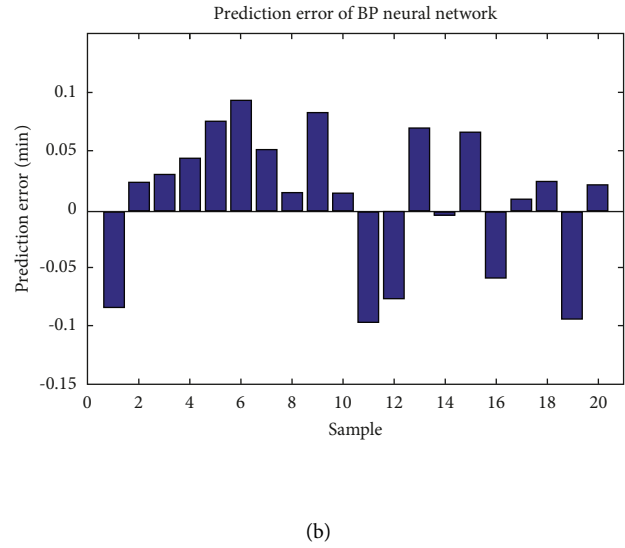 Prediction error of BP neural network
Prediction error (min)
0.1
0.05
0
-0.05
-0.1
-0.15
0 2 4 6 8 10 12 14 16 18 20
Sample
(b)